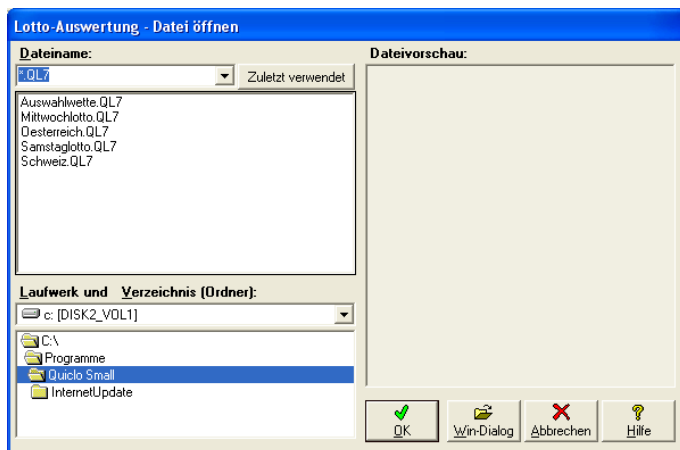 Lotto-Auswertung - Datei öffnen
Dateiname:
*.QL7
Zuletzt verwendet
Auswahlwette.QL7
Mittwochlotto.QL7
Oesterreich.QL7
Samstaglotto.QL7
Schweiz.QL7
Laufwerk und Verzeichnis (Ordner):
c: [DISK2_VOL1]
C:\
Programme
Quiclo Small
InternetUpdate
Dateivorschau:
OK
Win-Dialog
Abbrechen
Hilfe